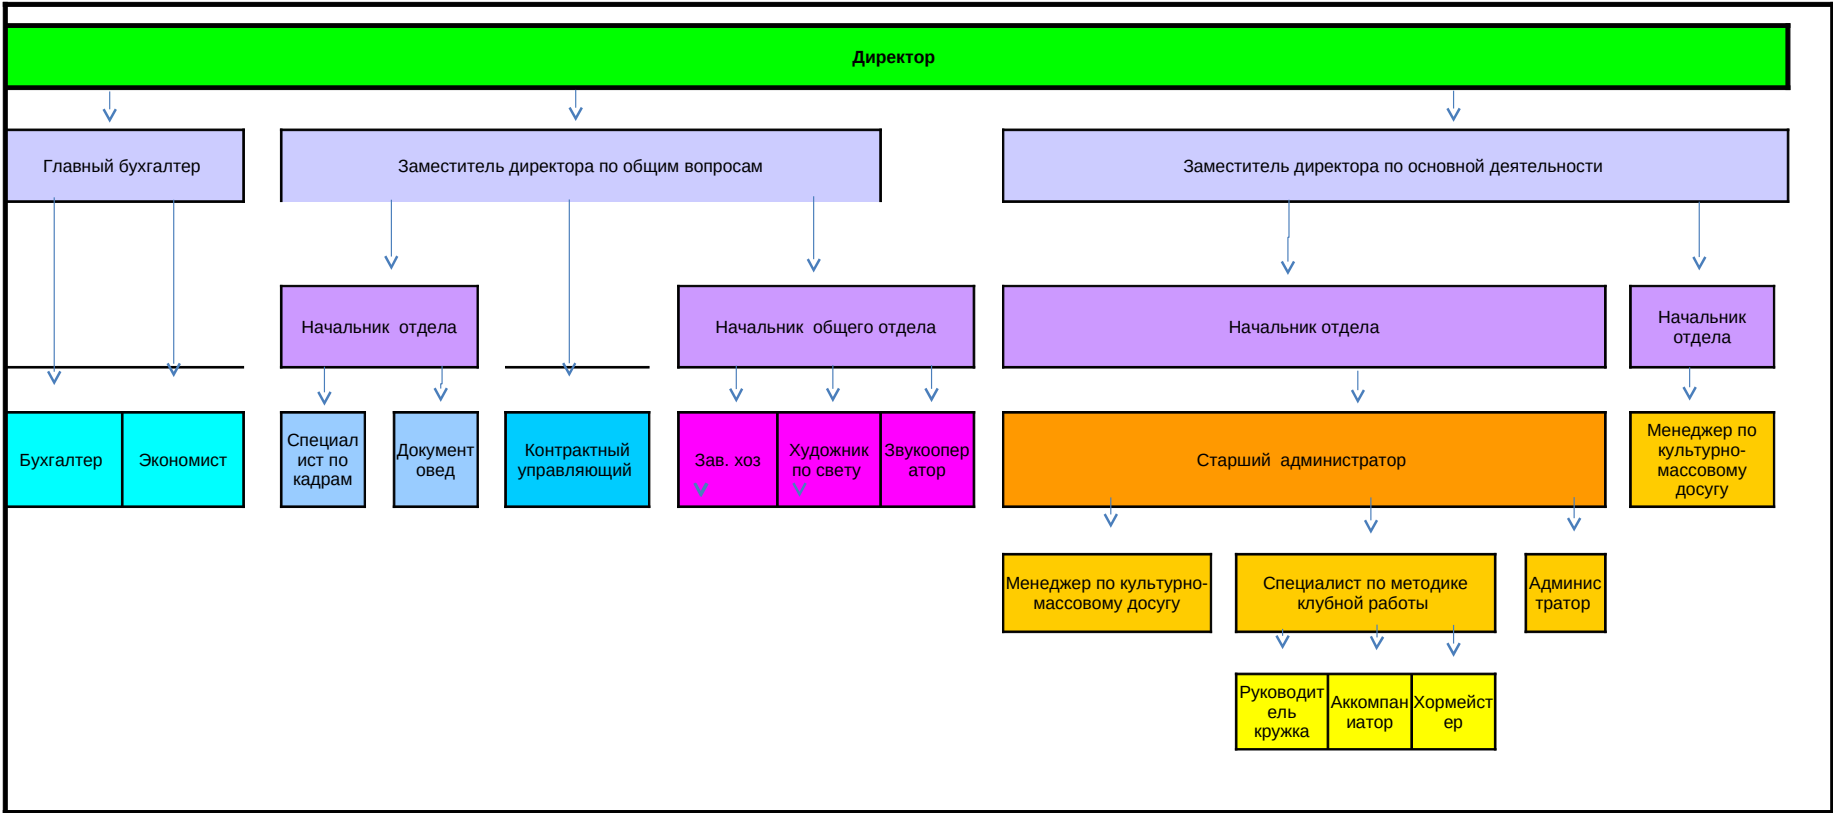 Директор
Главный бухгалтер
Заместитель директора по общим вопросам
Заместитель директора по основной деятельности
Начальник  отдела
Начальник  общего отдела
Начальник отдела
Начальник
отдела
Бухгалтер
Экономист
Специал
ист по
кадрам
Документ
овед
Контрактный
управляющий
Зав. хоз
Художник
по свету
Звукоопер
атор
Старший  администратор
Менеджер по
культурно-
массовому
досугу
Менеджер по культурно-
массовому досугу
Специалист по методике
клубной работы
Админис
тратор
Руководит
ель
кружка
Аккомпан
иатор
Хормейст
ер